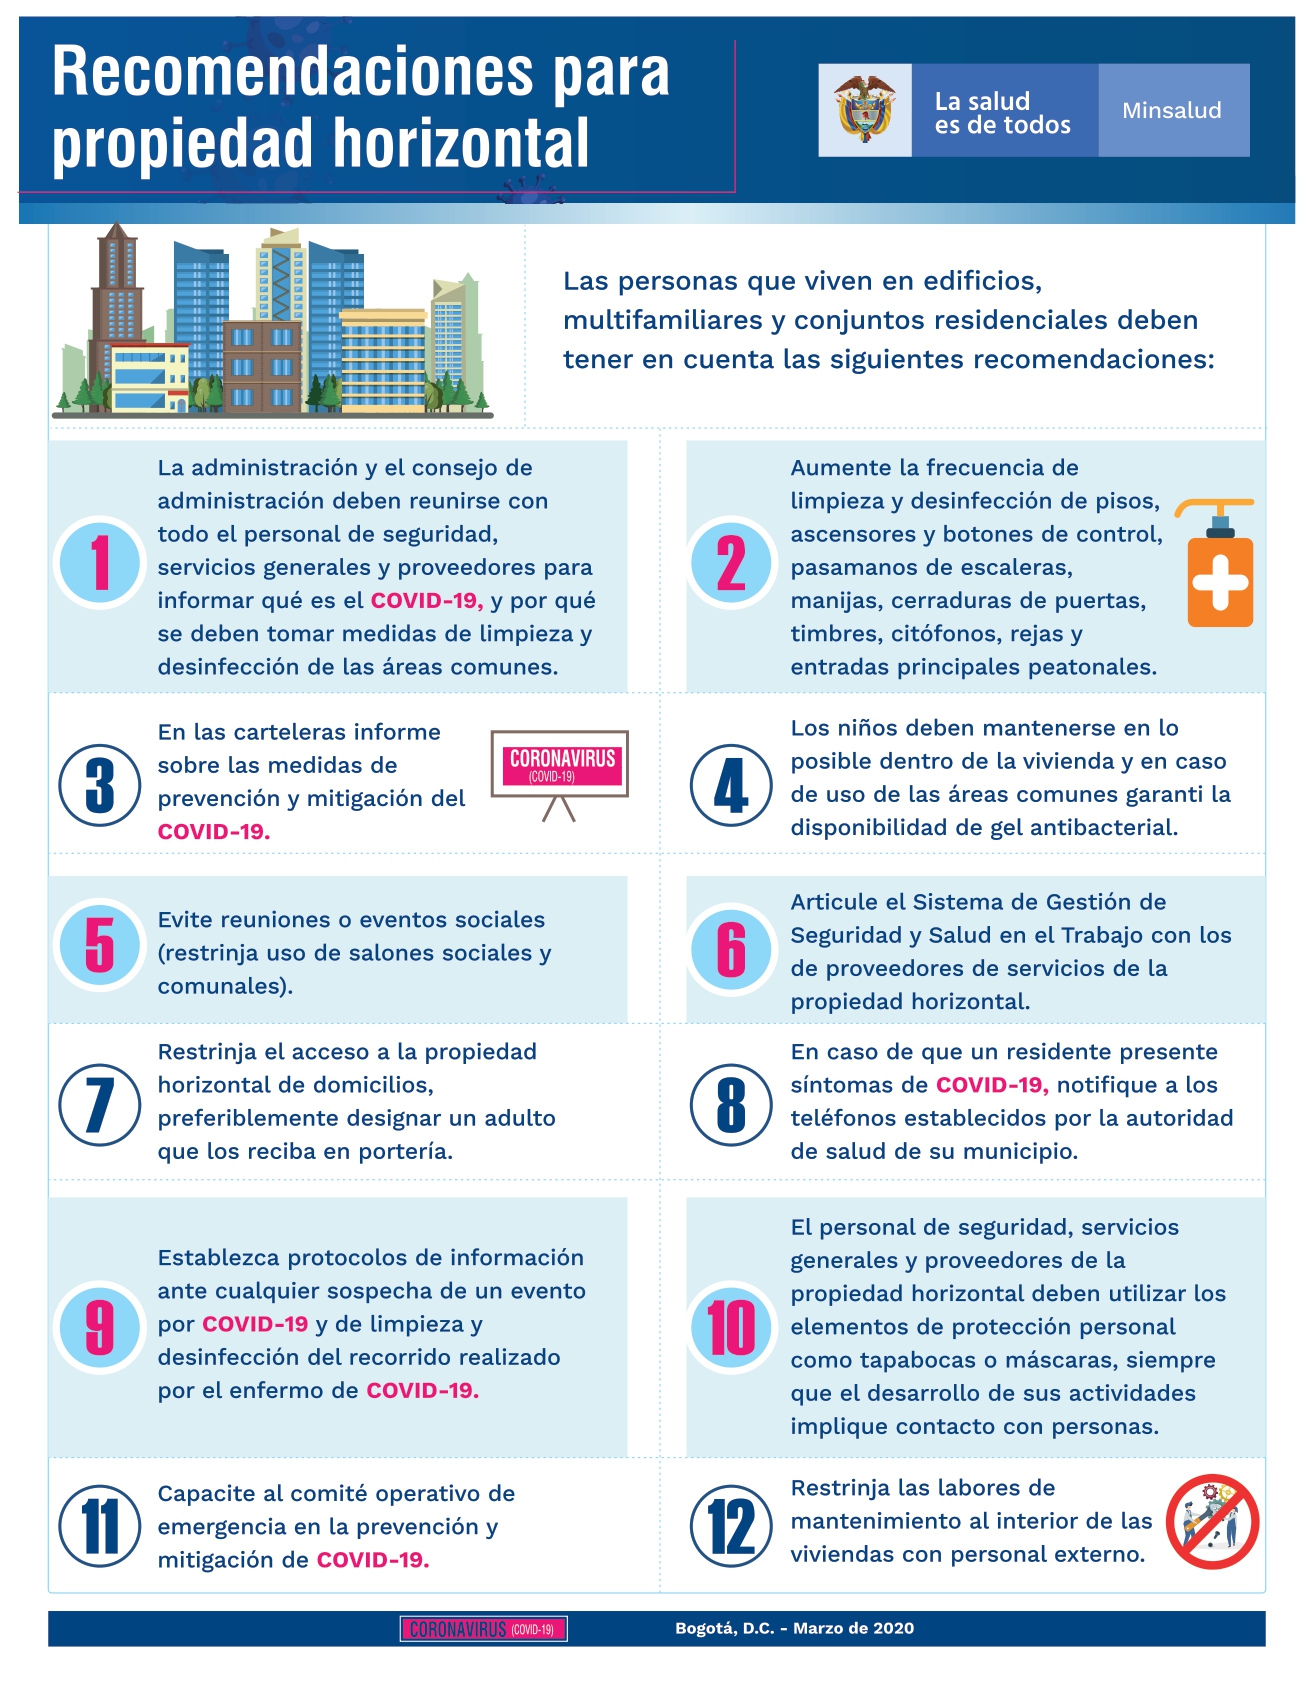 Recomendaciones para
propiedad horizontal
La salud
es de todos
Minsalud
Las personas que viven en edificios,
multifamiliares y conjuntos residenciales deben
tener en cuenta las siguientes recomendaciones:
1
La administración y el consejo de
administración deben reunirse con
todo el personal de seguridad,
servicios generales y proveedores para
informar qué es el COVID-19, y por qué
se deben tomar medidas de limpieza y
desinfección de las áreas comunes.
2
Aumente la frecuencia de
limpieza y desinfección de pisos,
ascensores y botones de control,
pasamanos de escaleras,
manijas, cerraduras de puertas,
timbres, citófonos, rejas y
entradas principales peatonales.
3
En las carteleras informe
sobre las medidas de
prevención y mitigación del
COVID-19.
CORONAVIRUS
(COVID-19)
4
Los niños deben mantenerse en lo
posible dentro de la vivienda y en caso
de uso de las áreas comunes garanti la
disponibilidad de gel antibacterial.
5
Evite reuniones o eventos sociales
(restrinja uso de salones sociales y
comunales).
6
Articule el Sistema de Gestión de
Seguridad y Salud en el Trabajo con los
de proveedores de servicios de la
propiedad horizontal.
7
Restrinja el acceso a la propiedad
horizontal de domicilios,
preferiblemente designar un adulto
que los reciba en portería.
8
En caso de que un residente presente
síntomas de COVID-19, notifique a los
teléfonos establecidos por la autoridad
de salud de su municipio.
9
Establezca protocolos de información
ante cualquier sospecha de un evento
por COVID-19 y de limpieza y
desinfección del recorrido realizado
por el enfermo de COVID-19.
10
El personal de seguridad, servicios
generales y proveedores de la
propiedad horizontal deben utilizar los
elementos de protección personal
como tapabocas o máscaras, siempre
que el desarrollo de sus actividades
implique contacto con personas.
11
Capacite al comité operativo de
emergencia en la prevención y
mitigación de COVID-19.
12
Restrinja las labores de
mantenimiento al interior de las
viviendas con personal externo.
CORONAVIRUS (COVID-19)
Bogotá, D.C. - Marzo de 2020